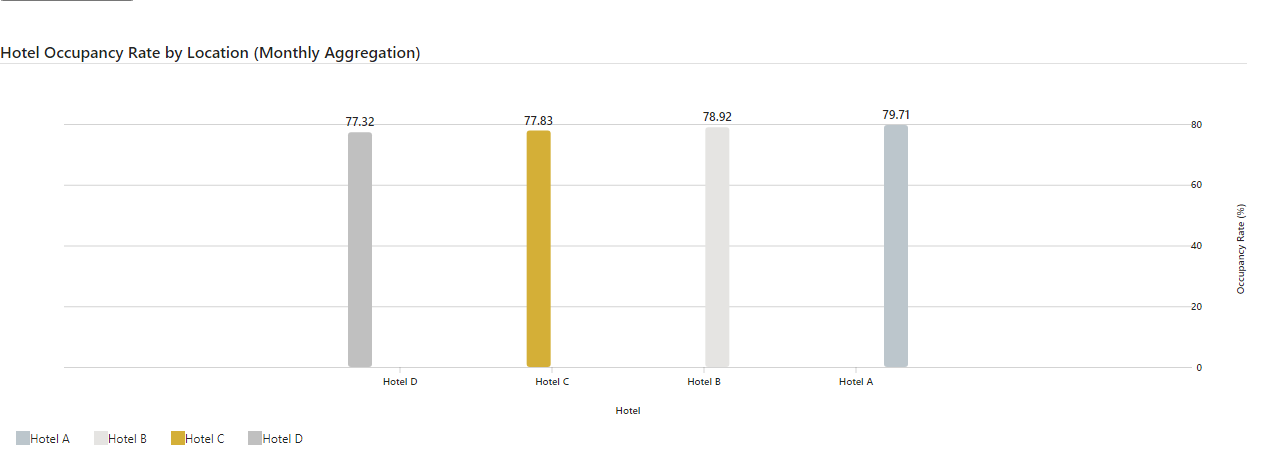 Hotel Occupancy Rate by Location (Monthly Aggregation)
77.32 77.83 78.92 79.71
80
60
40
20
0
Occupancy Rate (%)
Hotel D Hotel C Hotel B Hotel A
Hotel
Hotel A Hotel B Hotel C Hotel D